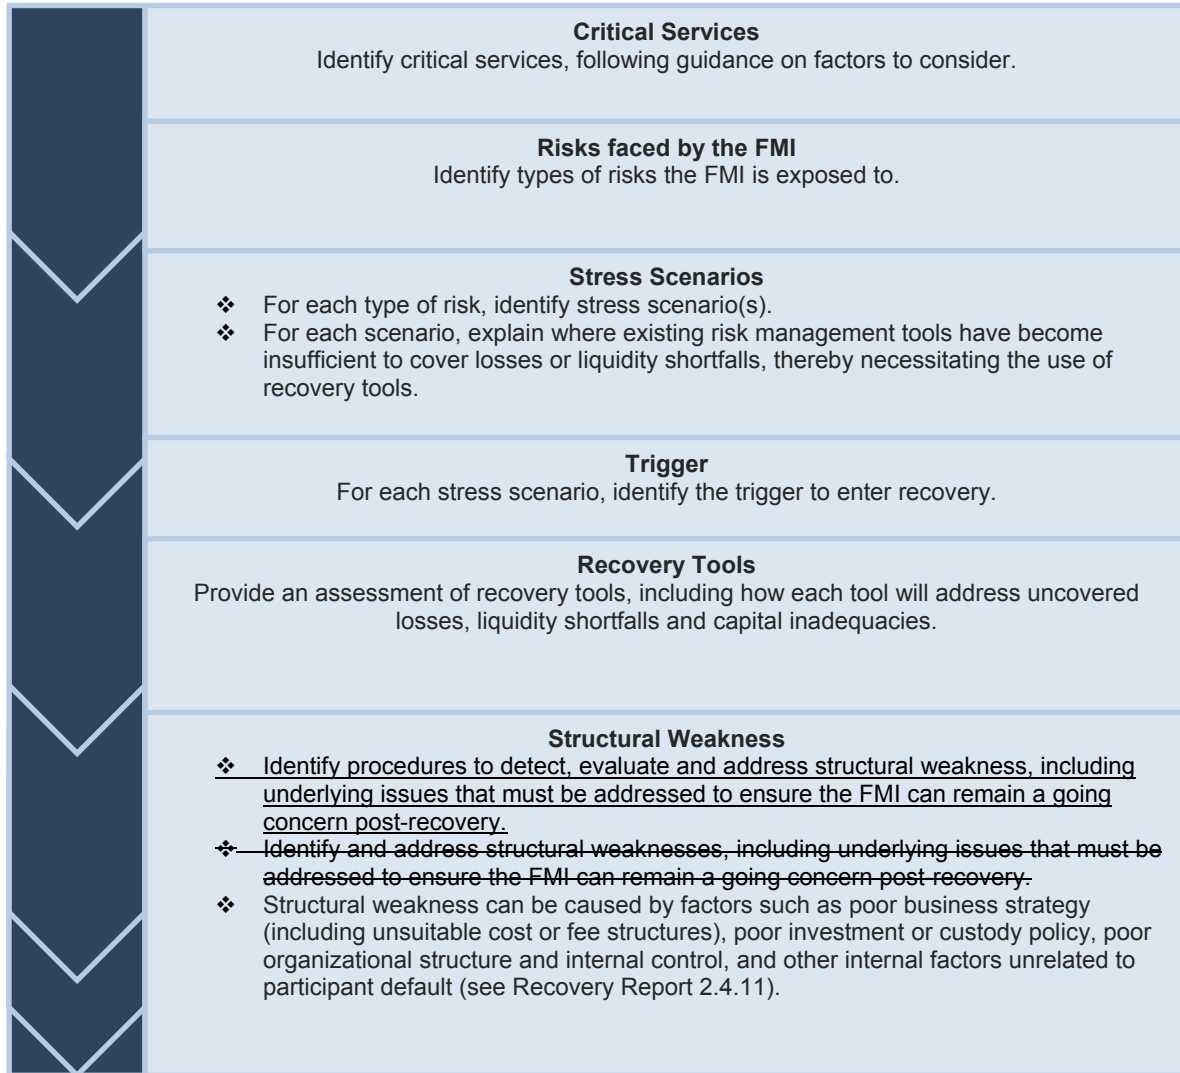 Critical Services
Identify critical services, following guidance on factors to consider.
Risks faced by the FMI
Identify types of risks the FMI is exposed to.
Stress Scenarios
❖ For each type of risk, identify stress scenario(s).
❖ For each scenario, explain where existing risk management tools have become
insufficient to cover losses or liquidity shortfalls, thereby necessitating the use of
recovery tools.
Trigger
For each stress scenario, identify the trigger to enter recovery.
Recovery Tools
Provide an assessment of recovery tools, including how each tool will address uncovered
losses, liquidity shortfalls and capital inadequacies.
Structural Weakness
❖ Identify procedures to detect, evaluate and address structural weakness, including
underlying issues that must be addressed to ensure the FMI can remain a going
concern post-recovery.
❖ Identify and address structural weaknesses, including underlying issues that must be
addressed to ensure the FMI can remain a going concern post-recovery.
❖ Structural weakness can be caused by factors such as poor business strategy
(including unsuitable cost or fee structures), poor investment or custody policy, poor
organizational structure and internal control, and other internal factors unrelated to
participant default (see Recovery Report 2.4.11).